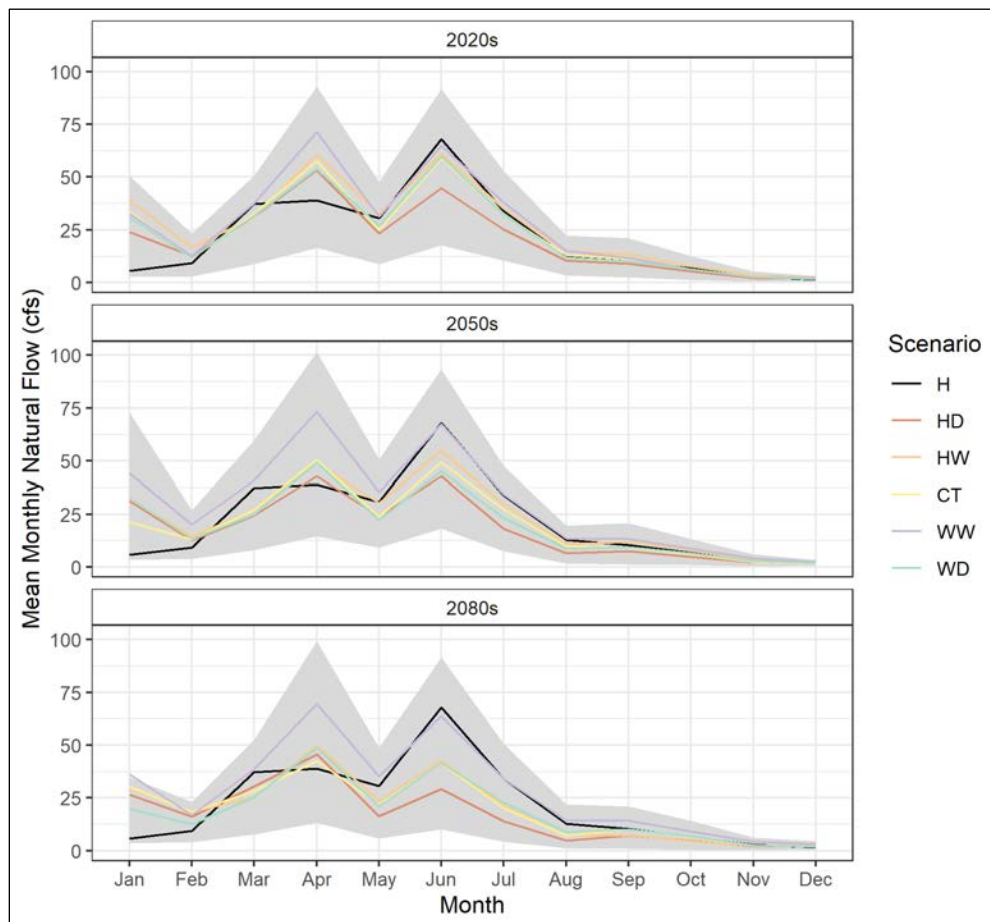 2020s
100
75
50
25
0
2050s
100
75
50
25
0
2080s
100
75
50
25
0
Jan Feb Mar Apr May Jun Jul Aug Sep Oct Nov Dec
Month
Mean Monthly Natural Flow (cfs)
Scenario
H
HD
HW
CT
WW
WD